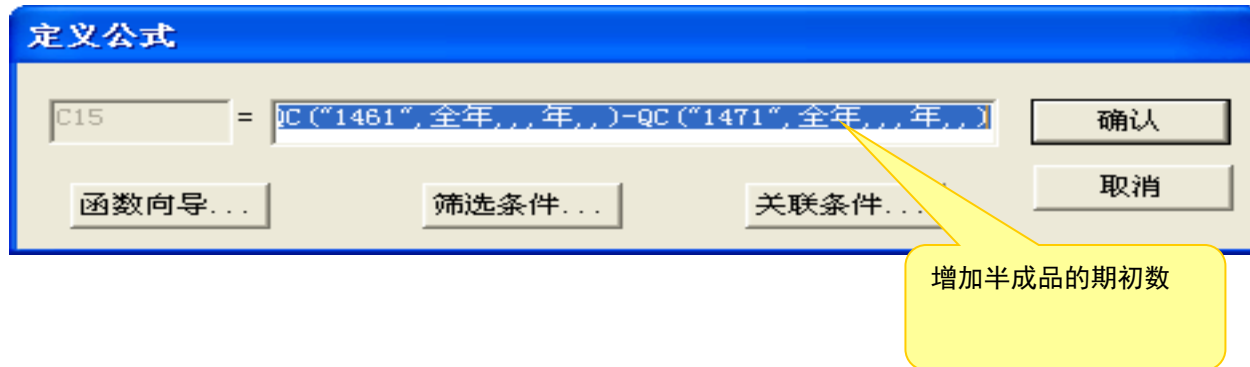 定义公式
C15 = QC(“1461”,全年,,,年,,)-QC(“1471”,全年,,,年,,) 确认
函数向导... 筛选条件... 关联条件... 取消
增加半成品的期初数